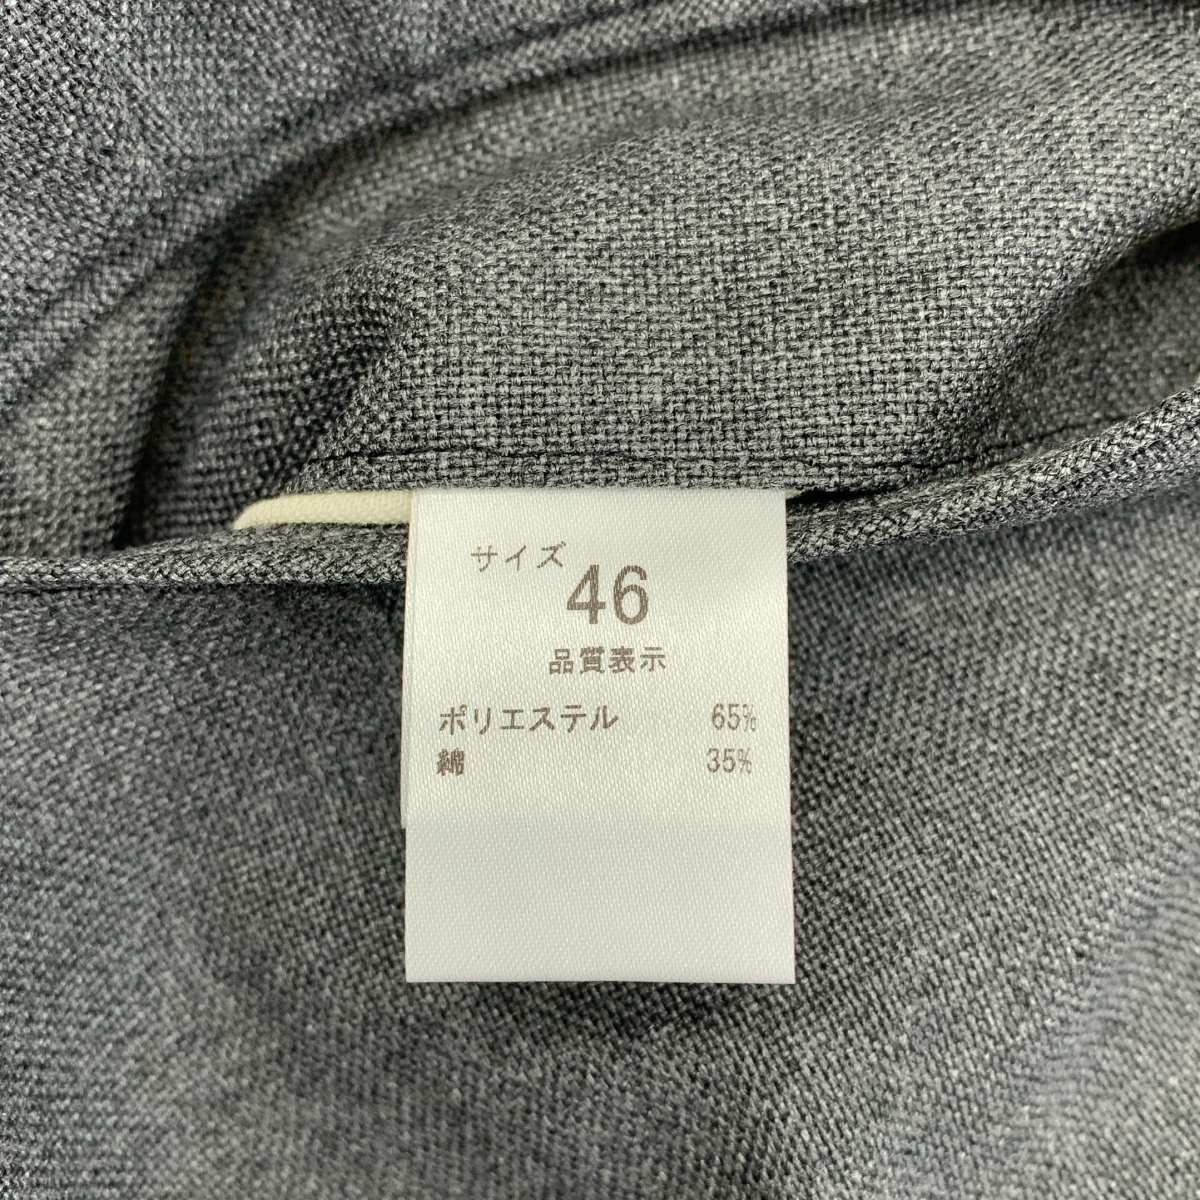 サイズ 46
品質表示
ポリエステル 65%
綿 35%